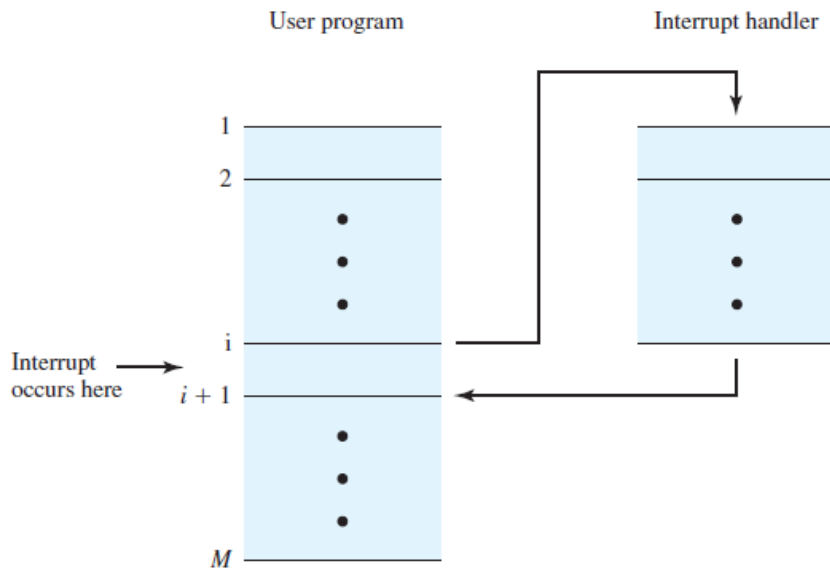 User program
Interrupt handler
1
2
i
Interrupt
occurs here
i + 1
M